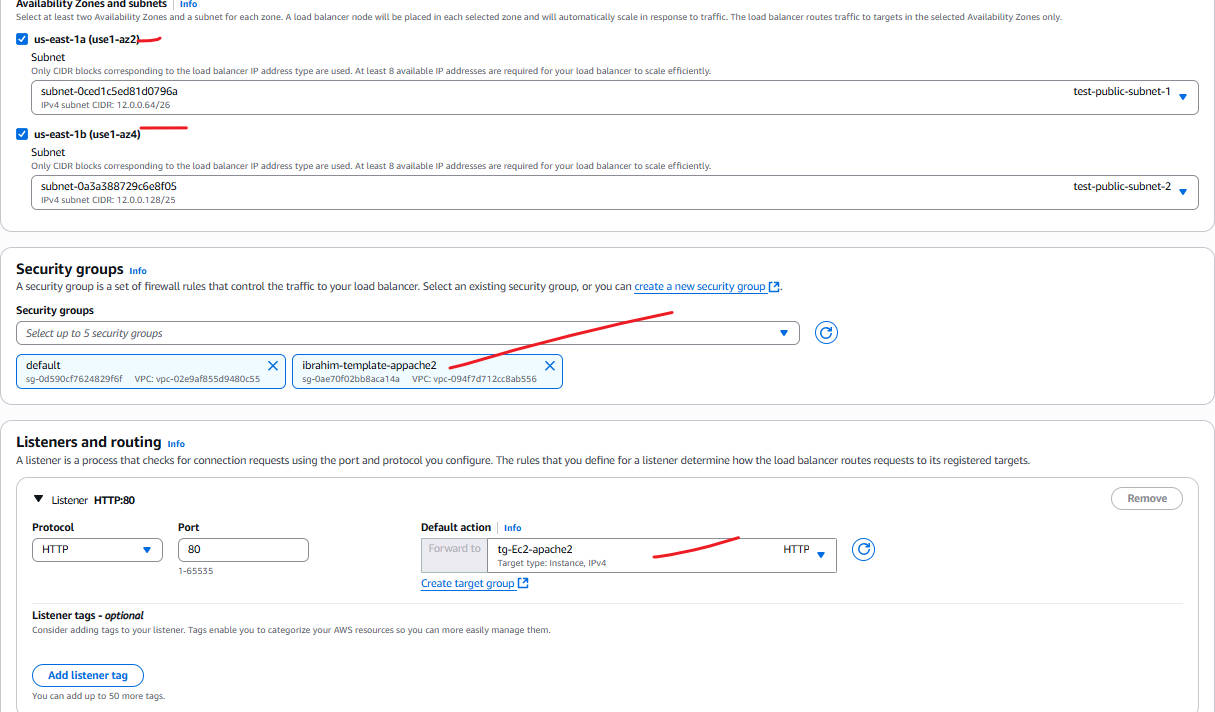 Availability Zones and subnets | Info
Select at least two Availability Zones and a subnet for each zone. A load balancer node will be placed in each selected zone and will automatically scale in response to traffic. The load balancer routes traffic to targets in the selected Availability Zones only.
us-east-1a (use1-az2)
Subnet
Only CIDR blocks corresponding to the load balancer IP address type are used. At least 8 available IP addresses are required for your load balancer to scale efficiently.
subnet-0ced1c5ed81d0796a test-public-subnet-1
IPv4 subnet CIDR: 12.0.0.64/26
us-east-1b (use1-az4)
Subnet
Only CIDR blocks corresponding to the load balancer IP address type are used. At least 8 available IP addresses are required for your load balancer to scale efficiently.
subnet-0a3a388729c6e8f05 test-public-subnet-2
IPv4 subnet CIDR: 12.0.0.128/25
Security groups Info
A security group is a set of firewall rules that control the traffic to your load balancer. Select an existing security group, or you can create a new security group.
Security groups
Select up to 5 security groups
default ibrahim-template-appache2
sg-0d590cf7624829f6f VPC: vpc-02e9af855d9480c55 sg-0ae70f02bb8aca14a VPC: vpc-094f7d712cc8ab556
Listeners and routing Info
A listener is a process that checks for connection requests using the port and protocol you configure. The rules that you define for a listener determine how the load balancer routes requests to its registered targets.
Listener HTTP:80 Remove
Protocol Port Default action | Info
HTTP 80 Forward to tg-Ec2-apache2 HTTP
Target type: Instance, IPv4
1-65535
Create target group
Listener tags - optional
Consider adding tags to your listener. Tags enable you to categorize your AWS resources so you can more easily manage them.
Add listener tag
You can add up to 50 more tags.